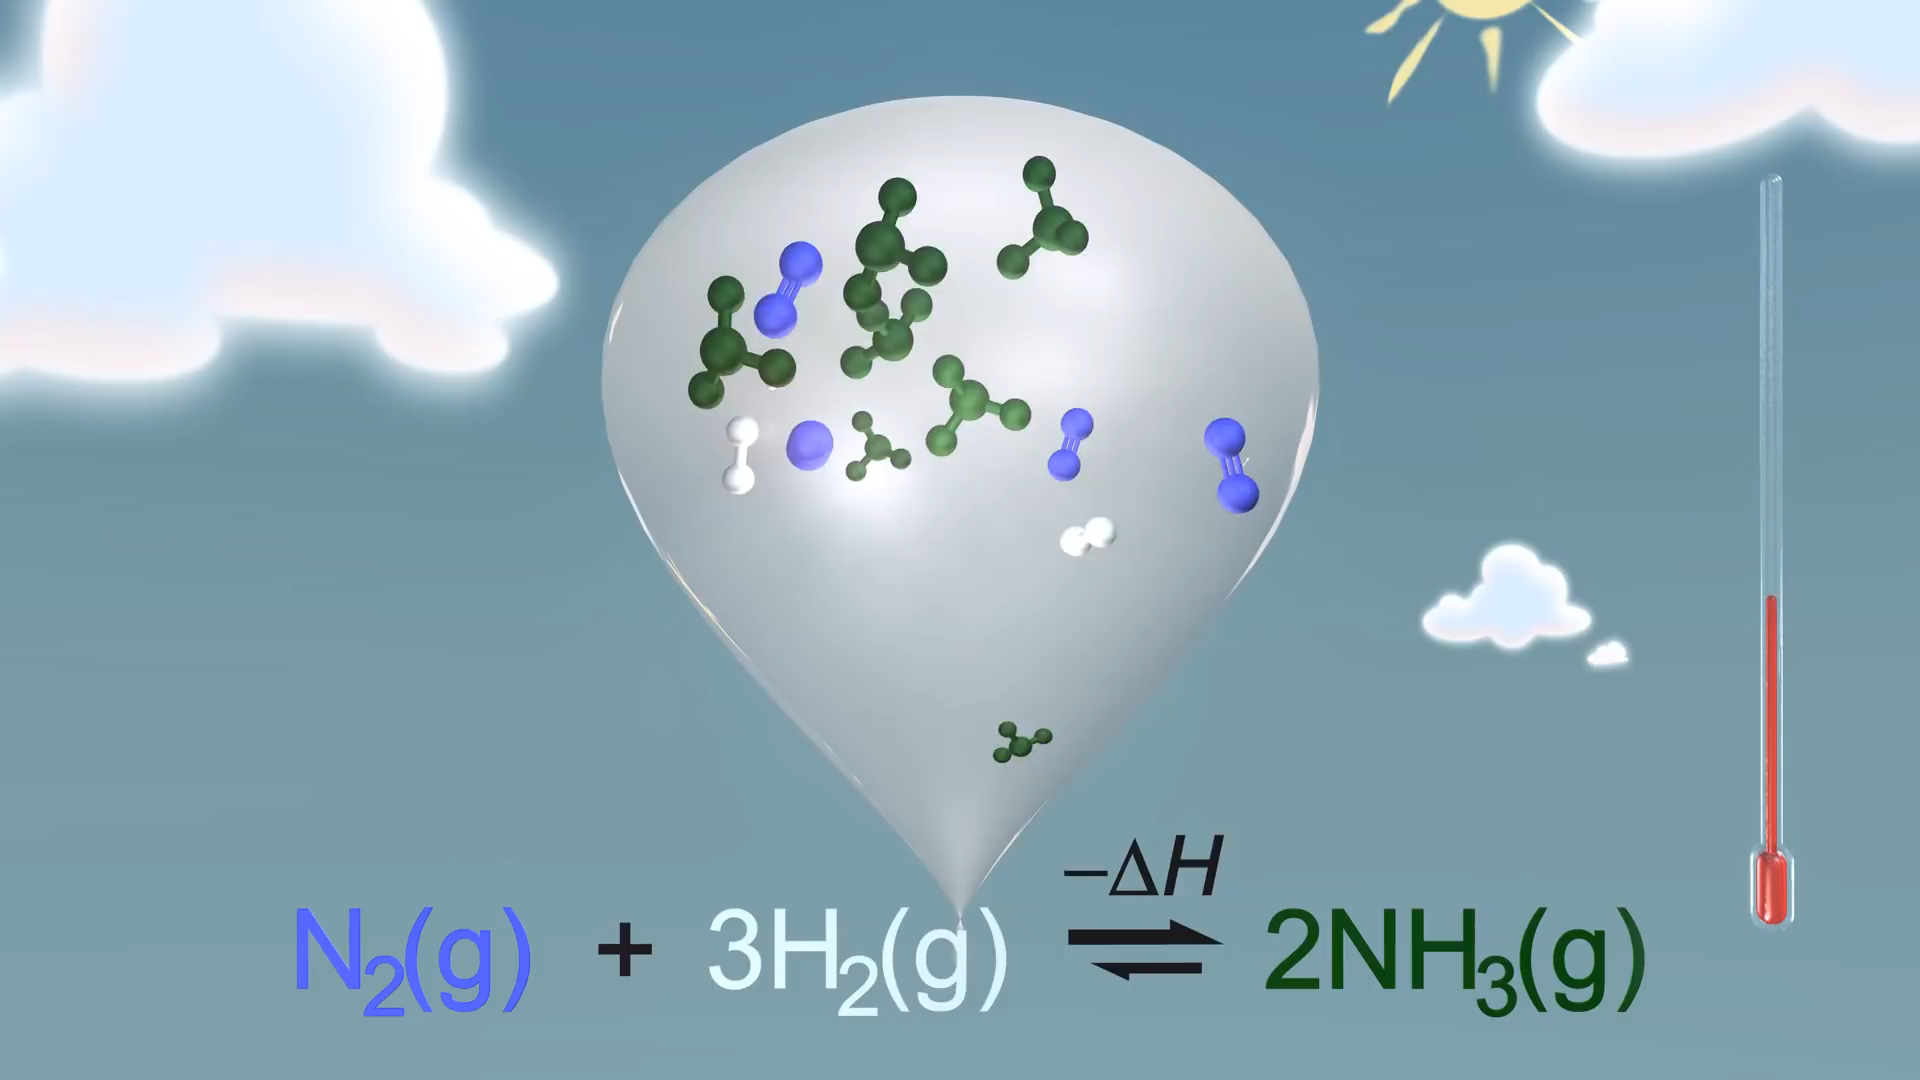 –ΔH
N₂(g) + 3H₂(g) ⇌ 2NH₃(g)